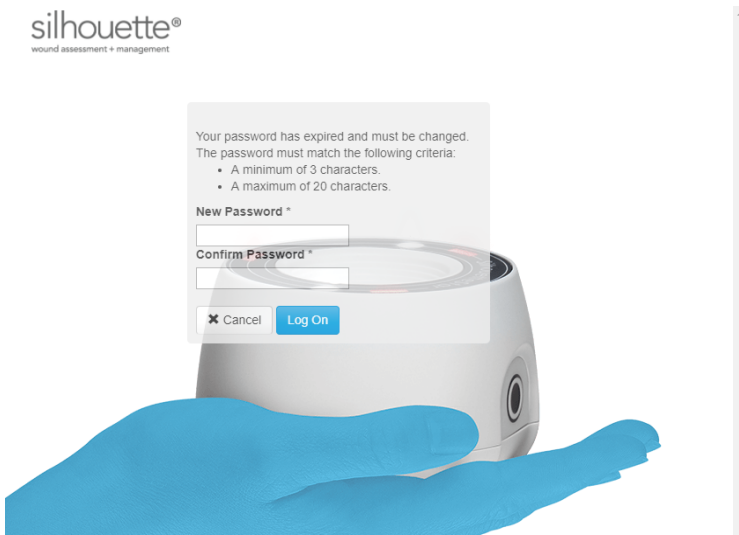 silhouette®
wound assessment + management
Your password has expired and must be changed.
The password must match the following criteria:
• A minimum of 3 characters.
• A maximum of 20 characters.
New Password *
Confirm Password *
✖ Cancel Log On